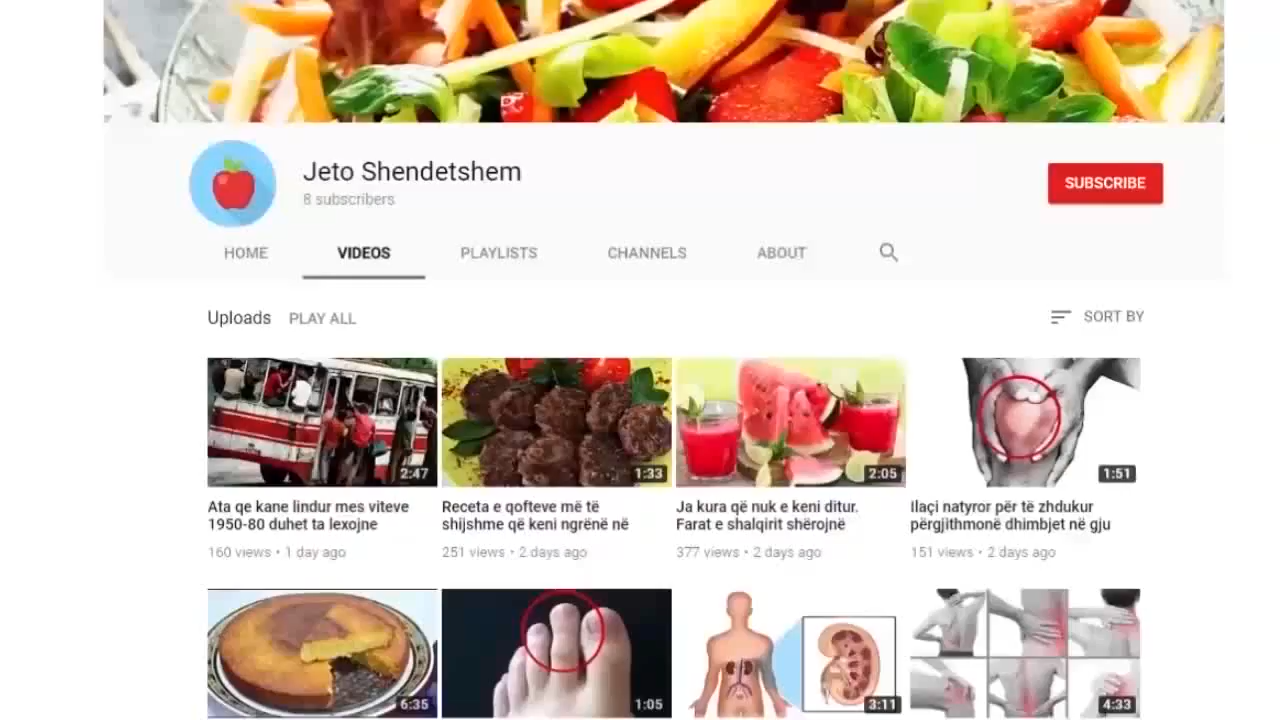 Jeto Shendetshem
8 subscribers
SUBSCRIBE
HOME VIDEOS PLAYLISTS CHANNELS ABOUT
Uploads PLAY ALL SORT BY
2:47
1:33
2:05
1:51
Ata qe kane lindur mes viteve
1950-80 duhet ta lexojne
160 views • 1 day ago
Receta e qofteve më të
shijshme që keni ngrënë në
251 views • 2 days ago
Ja kura që nuk e keni ditur.
Farat e shalqirit shërojnë
377 views • 2 days ago
Ilaçi natyror për të zhdukur
përgjithmonë dhimbjet në gju
151 views • 2 days ago
6:35
1:05
3:11
4:33